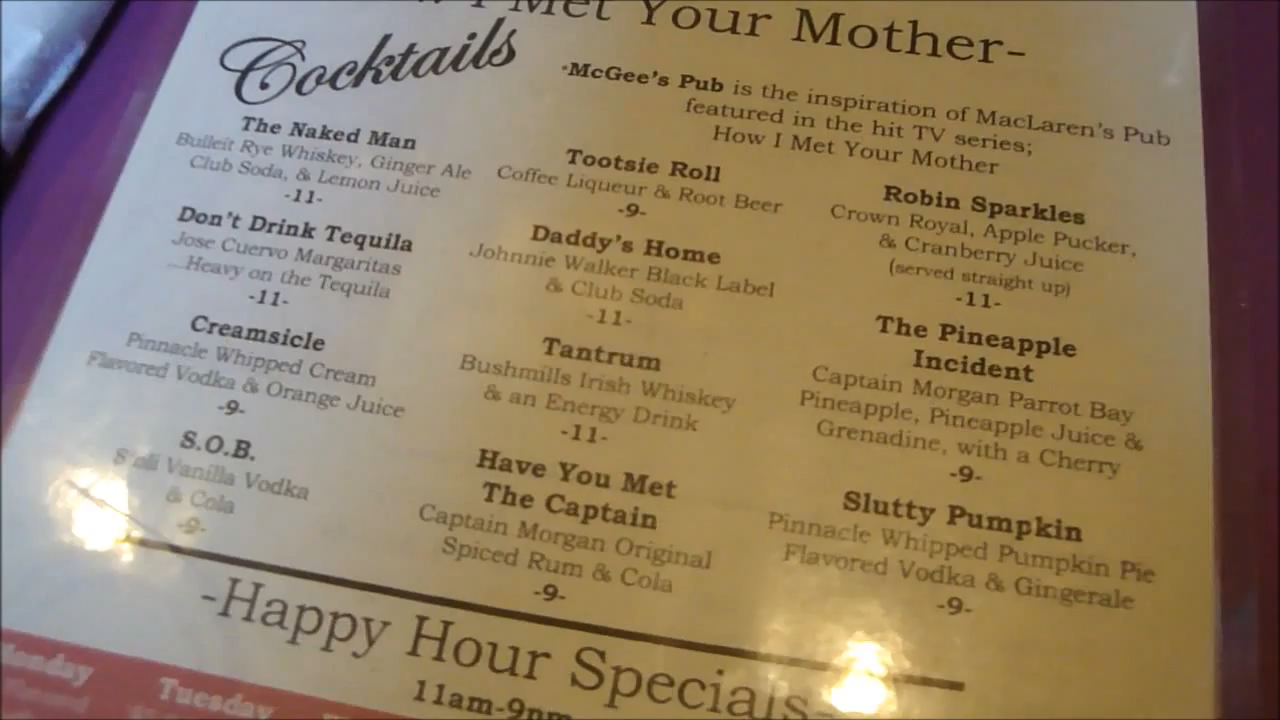 I Met Your Mother-
Cocktails
-McGee's Pub is the inspiration of MacLaren's Pub
featured in the hit TV series;
How I Met Your Mother
The Naked Man
Bulleit Rye Whiskey, Ginger Ale
Club Soda, & Lemon Juice
-11-
Don't Drink Tequila
Jose Cuervo Margaritas
...Heavy on the Tequila
-11-
Creamsicle
Pinnacle Whipped Cream
Flavored Vodka & Orange Juice
-9-
S.O.B.
Stoli Vanilla Vodka
& Cola
-9-
Tootsie Roll
Coffee Liqueur & Root Beer
-9-
Daddy's Home
Johnnie Walker Black Label
& Club Soda
-11-
Tantrum
Bushmills Irish Whiskey
& an Energy Drink
-11-
Have You Met
The Captain
Captain Morgan Original
Spiced Rum & Cola
-9-
Robin Sparkles
Crown Royal, Apple Pucker,
& Cranberry Juice
(served straight up)
-11-
The Pineapple
Incident
Captain Morgan Parrot Bay
Pineapple, Pineapple Juice &
Grenadine, with a Cherry
-9-
Slutty Pumpkin
Pinnacle Whipped Pumpkin Pie
Flavored Vodka & Gingerale
-9-
-Happy Hour Specials-
11am-9pm
Monday
Tuesday